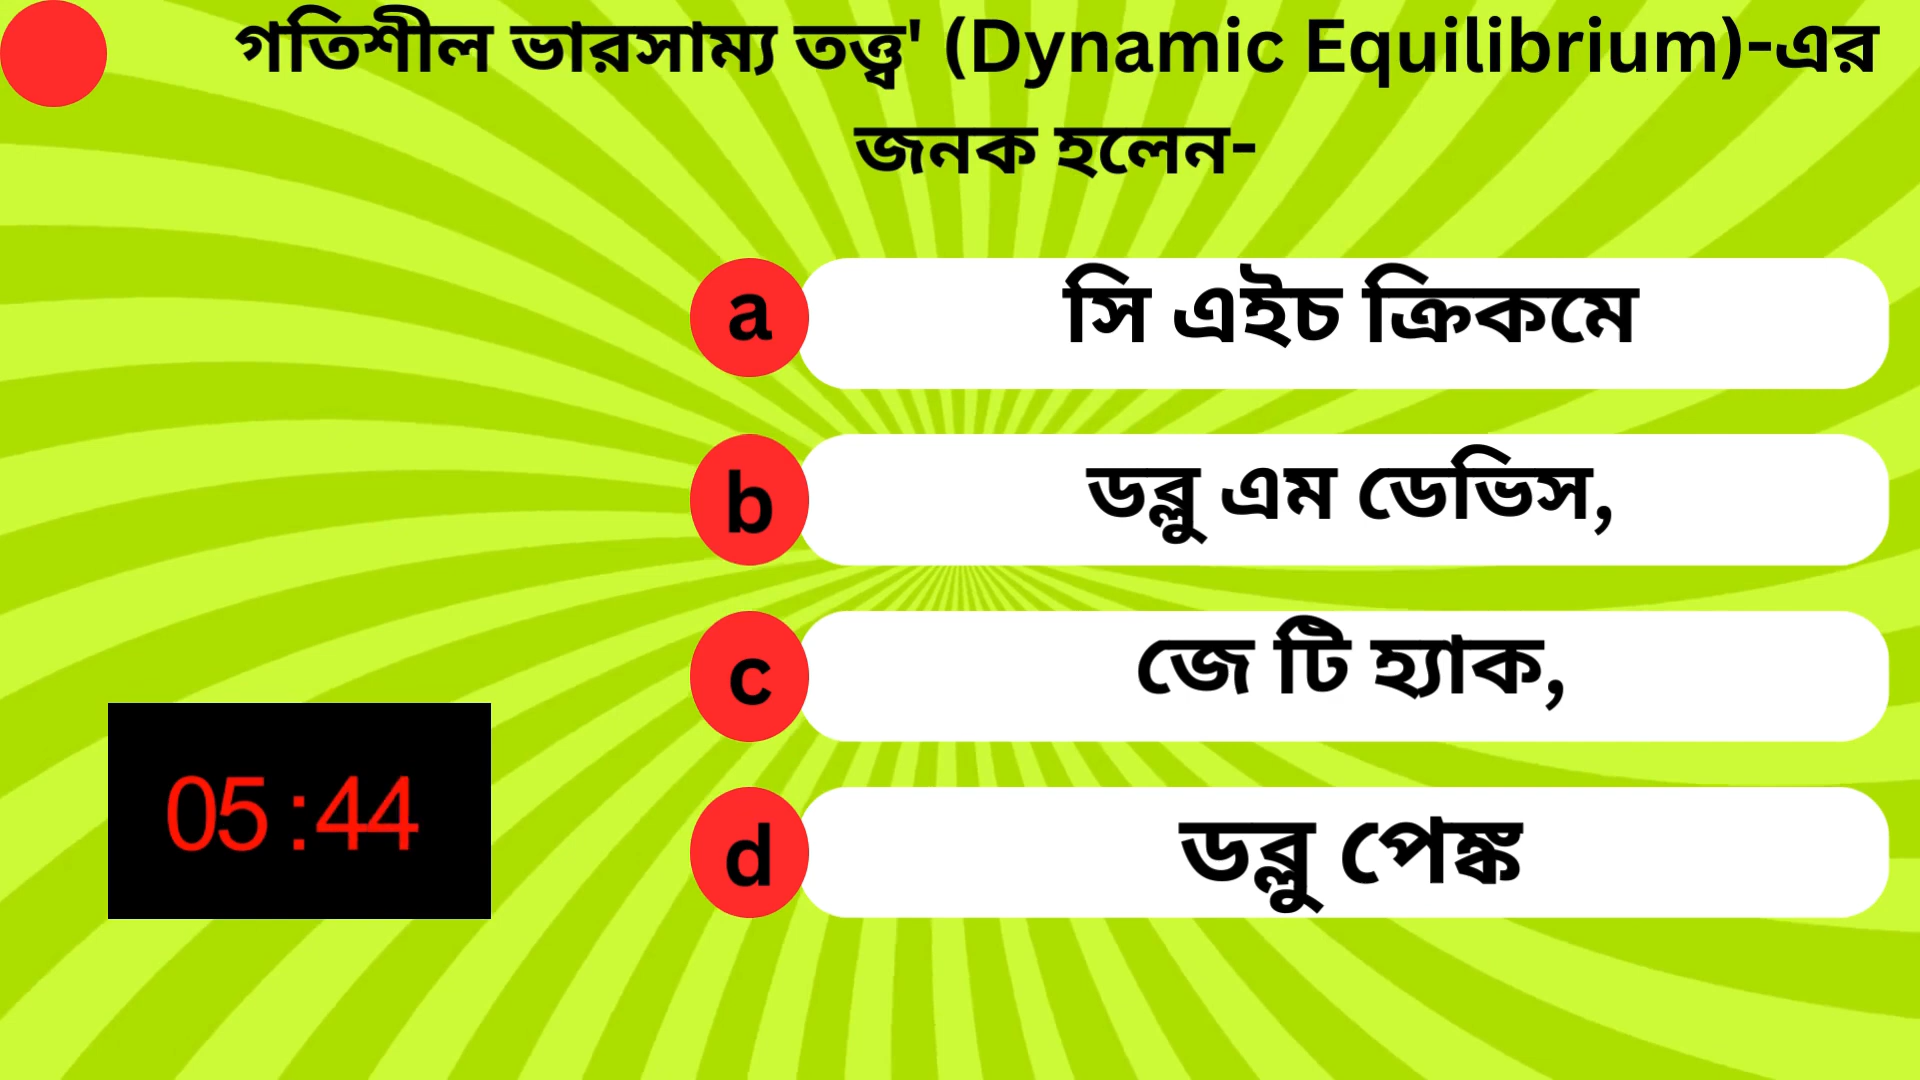 গতিশীল ভারসাম্য তত্ত্ব' (Dynamic Equilibrium)-এর
জনক হলেন-
a সি এইচ ক্রিকমে
b ডব্লু এম ডেভিস,
c জে টি হ্যাক,
d ডব্লু পেঙ্ক
05:44